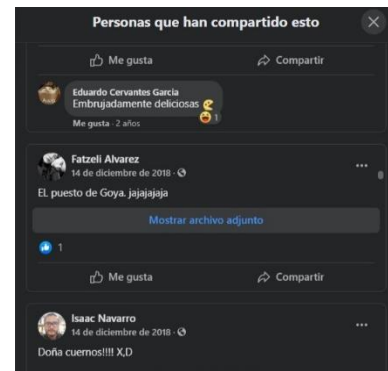 Personas que han compartido esto
Me gusta Compartir
Eduardo Cervantes García
Embrujadamente deliciosas
1
Me gusta · 2 años
Fatzeli Alvarez
14 de diciembre de 2018 ·
EL puesto de Goya. jajajajaja
Mostrar archivo adjunto
1
Me gusta Compartir
Isaac Navarro
14 de diciembre de 2018 ·
Doña cuernos!!!! X,D